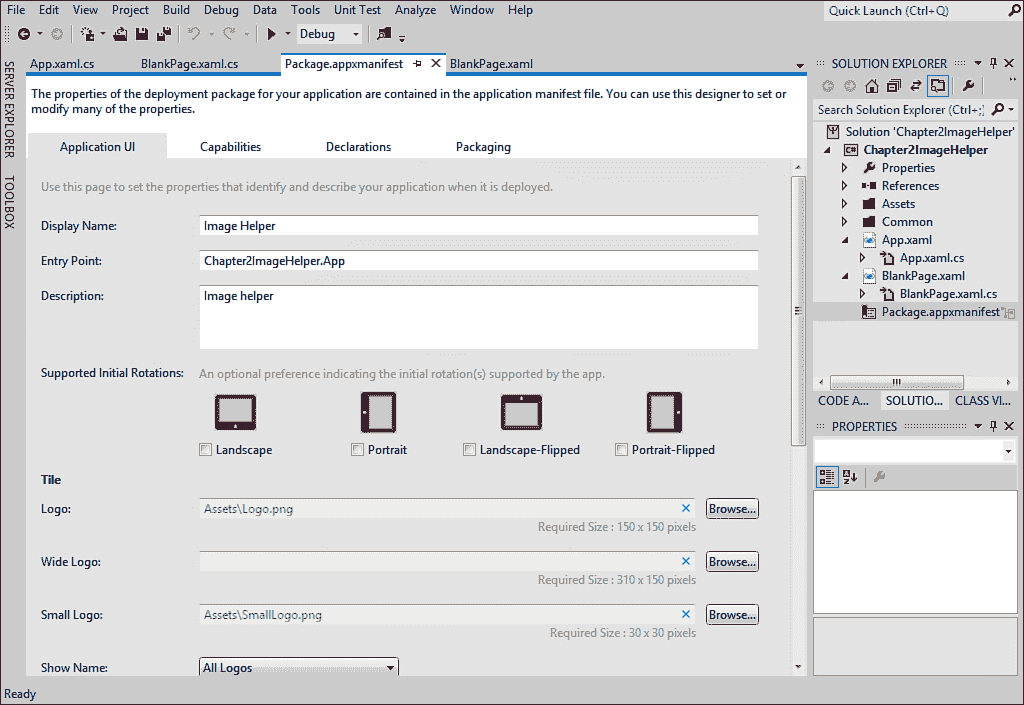 File Edit View Project Build Debug Data Tools Unit Test Analyze Window Help
Quick Launch (Ctrl+Q)
Debug
SERVER EXPLORER
TOOLBOX
App.xaml.cs BlankPage.xaml.cs Package.appxmanifest BlankPage.xaml
The properties of the deployment package for your application are contained in the application manifest file. You can use this designer to set or
modify many of the properties.
Application UI Capabilities Declarations Packaging
Use this page to set the properties that identify and describe your application when it is deployed.
Display Name: Image Helper
Entry Point: Chapter2ImageHelper.App
Description: Image helper
Supported Initial Rotations: An optional preference indicating the initial rotation(s) supported by the app.
Landscape Portrait Landscape-Flipped Portrait-Flipped
Tile
Logo: Assets\Logo.png Browse...
Required Size : 150 x 150 pixels
Wide Logo: Browse...
Required Size : 310 x 150 pixels
Small Logo: Assets\SmallLogo.png Browse...
Required Size : 30 x 30 pixels
Show Name: All Logos
SOLUTION EXPLORER
Search Solution Explorer (Ctrl+;)
Solution 'Chapter2ImageHelper'
C# Chapter2ImageHelper
Properties
References
Assets
Common
App.xaml
App.xaml.cs
BlankPage.xaml
BlankPage.xaml.cs
Package.appxmanifest
CODE A... SOLUTIO... CLASS VI...
PROPERTIES
Ready